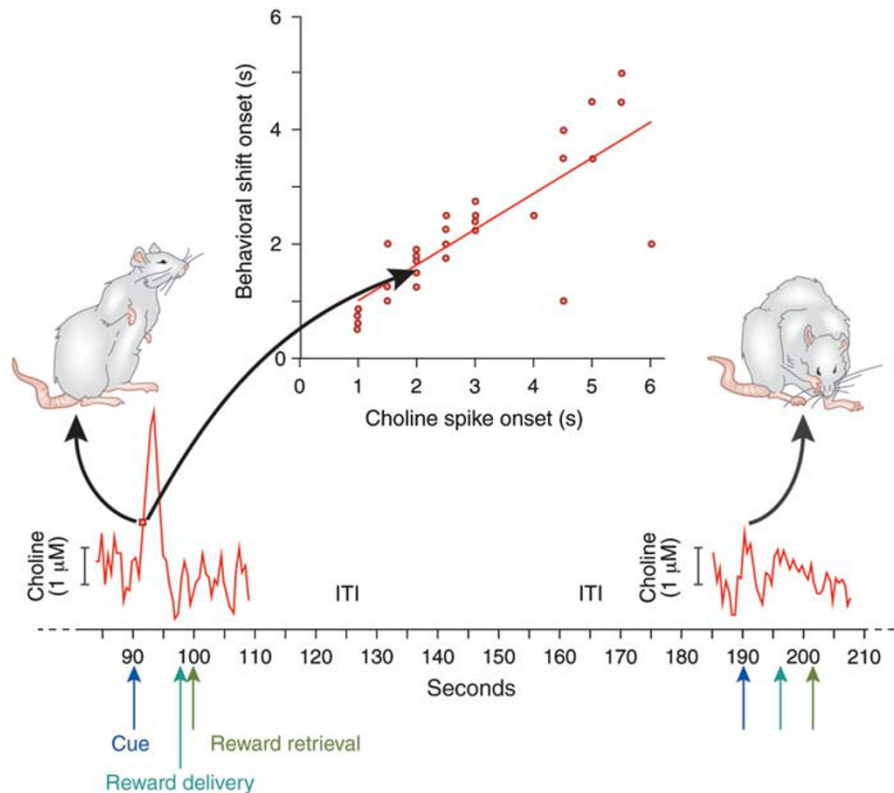 6
4
2
0
Behavioral shift onset (s)
0 1 2 3 4 5 6
Choline spike onset (s)
Choline
(1 μM)
ITI
ITI
Choline
(1 μM)
90 100 110 120 130 140 150 160 170 180 190 200 210
Seconds
Cue
Reward retrieval
Reward delivery